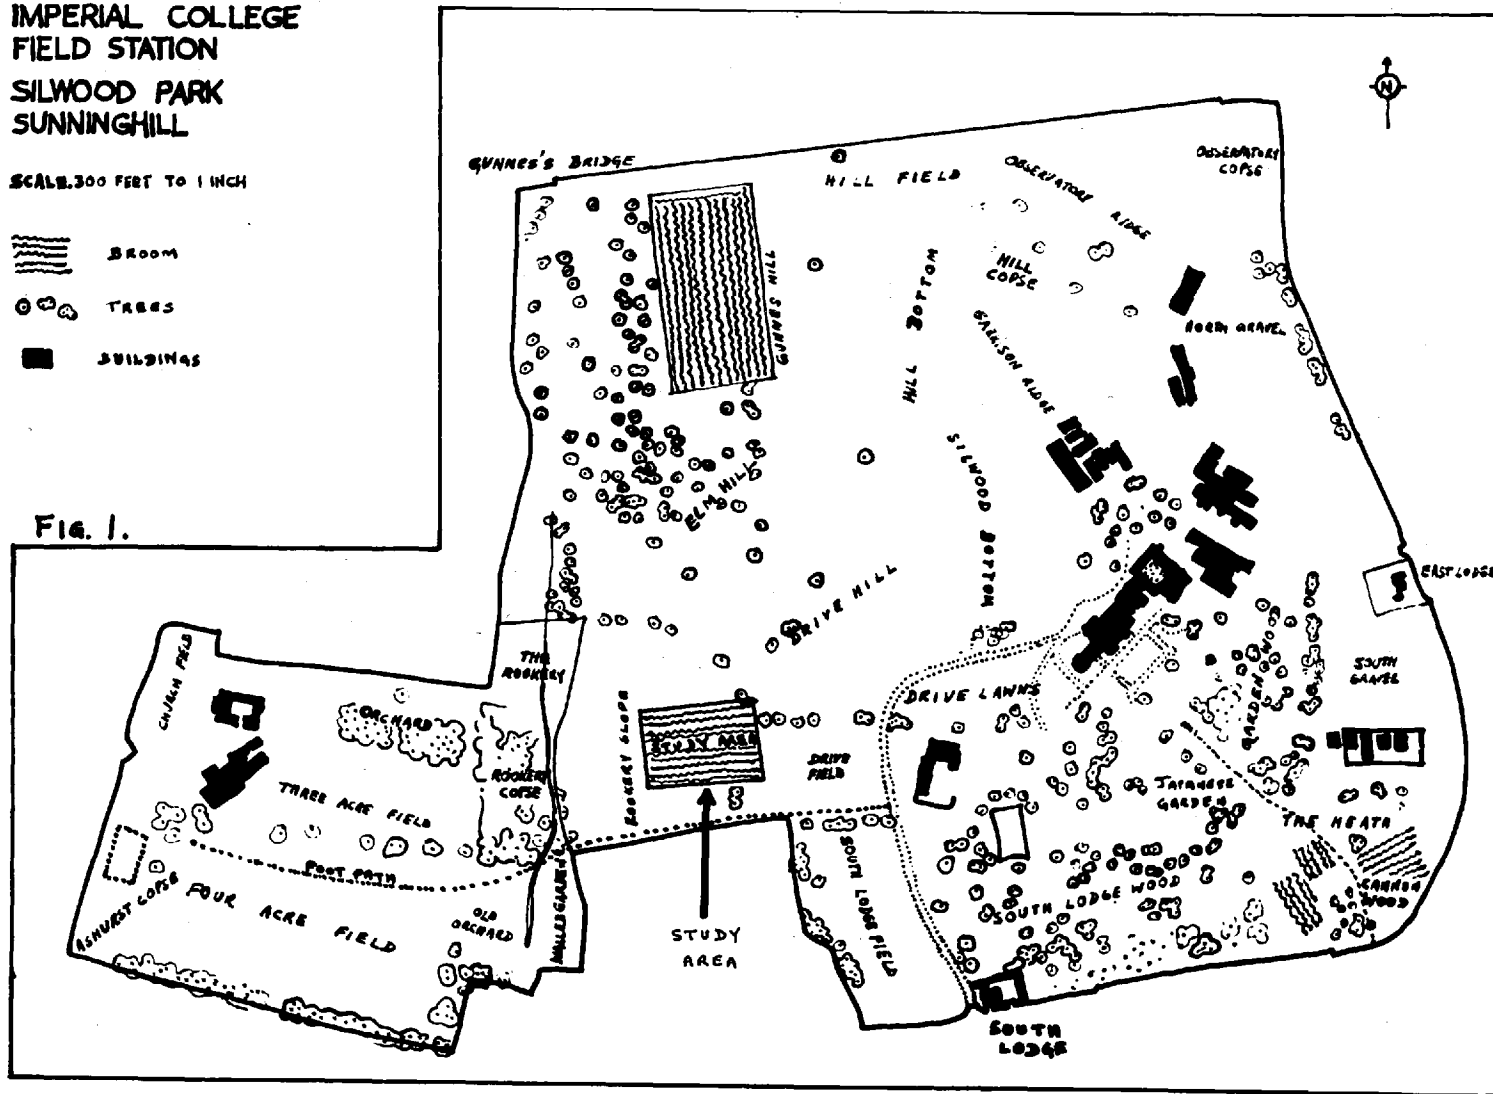 IMPERIAL COLLEGE
FIELD STATION
SILWOOD PARK
SUNNINGHILL
SCALE. 300 FEET TO 1 INCH
BROOM
TREES
BUILDINGS
FIG. 1.
N
GUNNES'S BRIDGE
HILL FIELD
OBSERVATORY RIDGE
OBSERVATORY
COPSE
HILL
COPSE
HILL BOTTOM
GUNNES HILL
NORTH GRAVEL
GARRISON RIDGE
SILWOOD BOTTOM
ELM HILL
DRIVE HILL
EAST LODGE
CHURCH FIELD
THE
ROOKERY
ORCHARD
ROOKERY SLOPE
STUDY AREA
DRIVE LAWNS
GARDEN WOOD
SOUTH
GRAVEL
DRIVE
FIELD
ROOKERY
COPSE
THREE ACRE FIELD
JAPANESE
GARDEN
THE HEATH
FOOT PATH
ASHURST COPSE
FOUR ACRE FIELD
OLD
ORCHARD
WALLED GARDEN
STUDY
AREA
SOUTH LODGE FIELD
SOUTH LODGE WOOD
CANNON
WOOD
SOUTH
LODGE